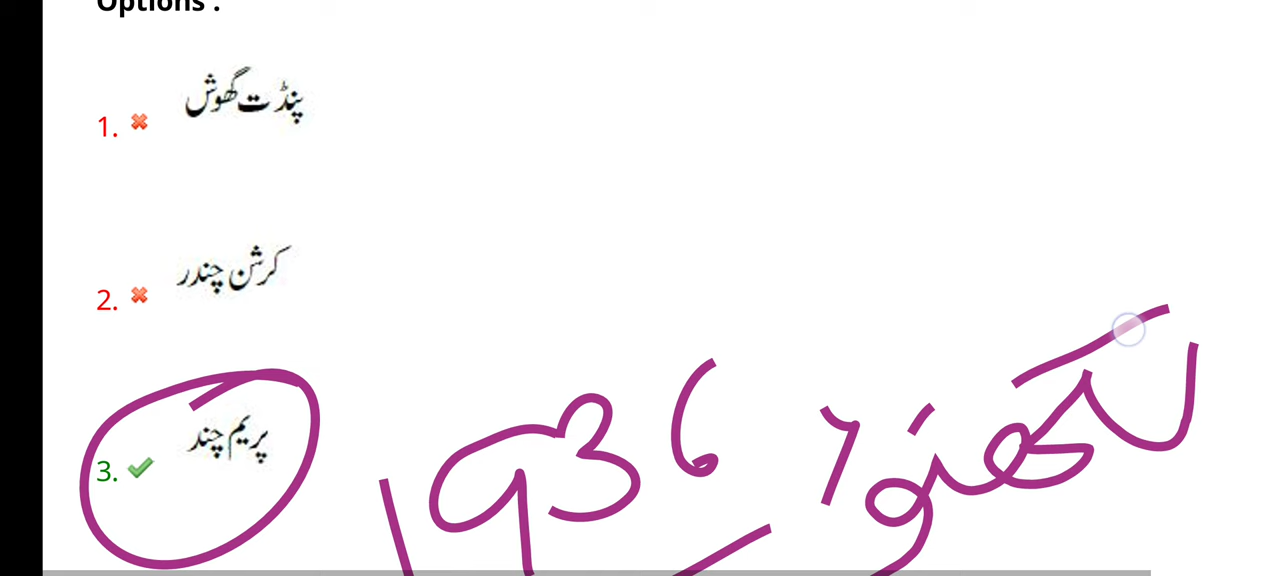 Options :
1. پنڈت گھوش
2. کرشن چندر
3. پریم چند
1936 لکھنؤ